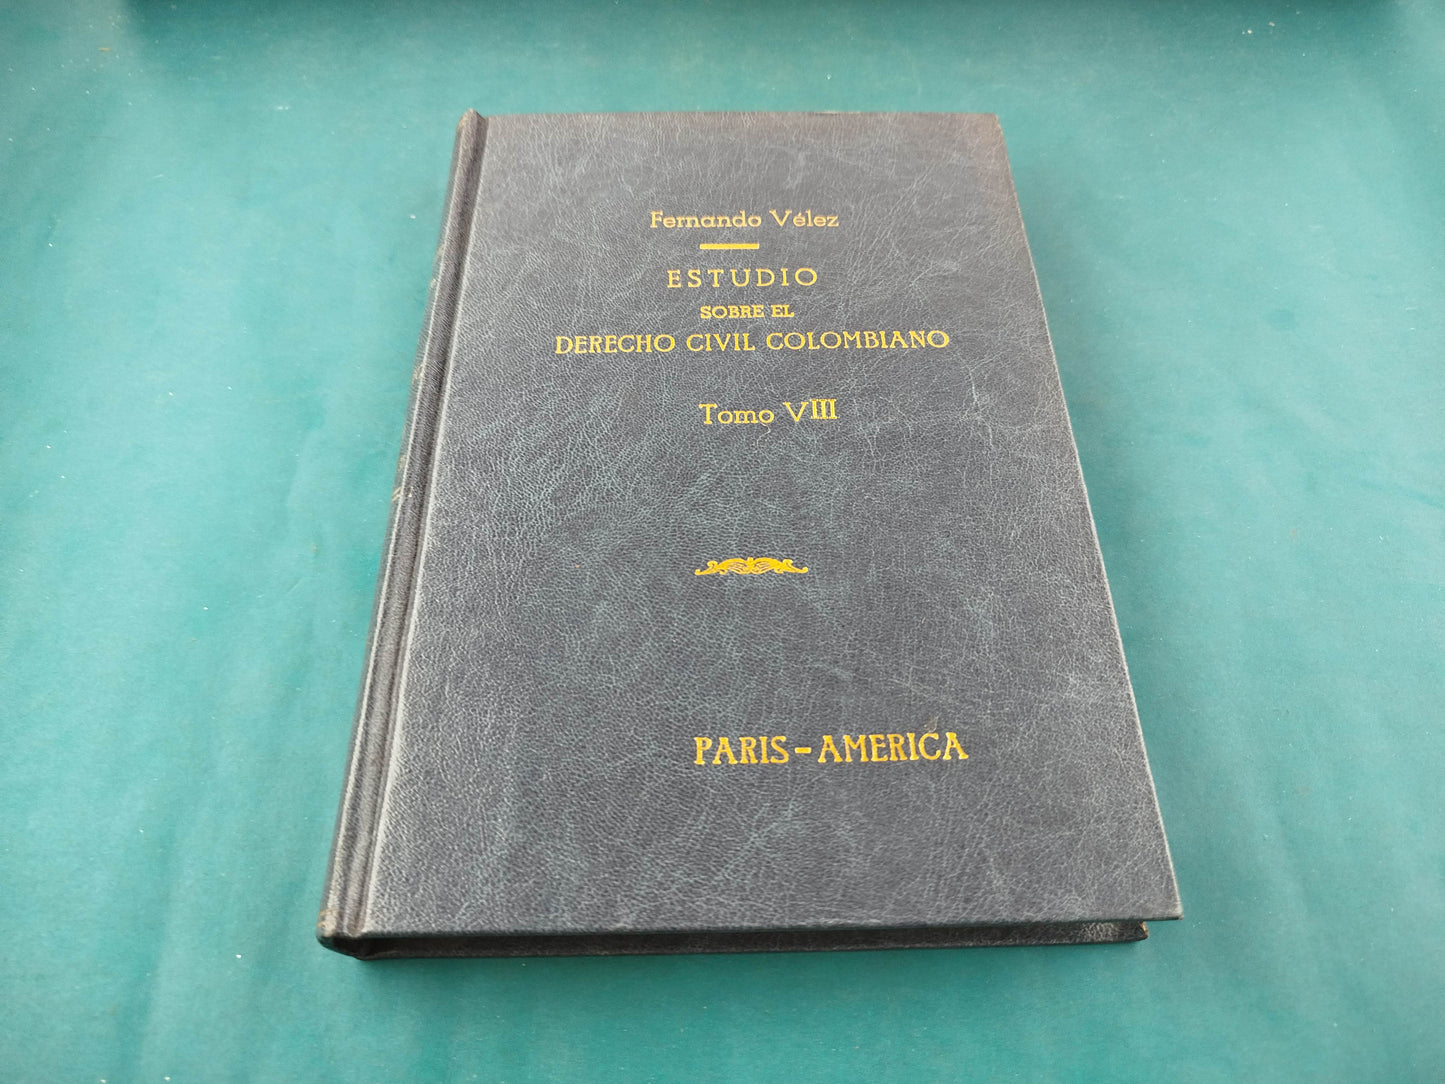 Fernando Vélez
ESTUDIO
SOBRE EL
DERECHO CIVIL COLOMBIANO
Tomo VIII
PARIS-AMERICA